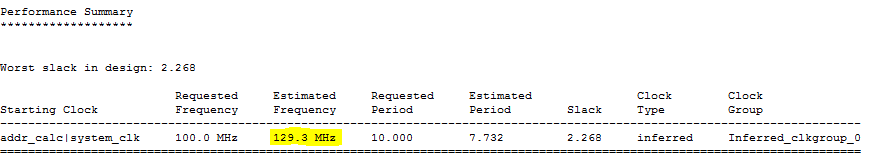 Performance Summary
*******************
Worst slack in design: 2.268
Requested Estimated Requested Estimated Clock Clock
Starting Clock Frequency Frequency Period Period Slack Type Group
addr_calc|system_clk 100.0 MHz 129.3 MHz 10.000 7.732 2.268 inferred Inferred_clkgroup_0